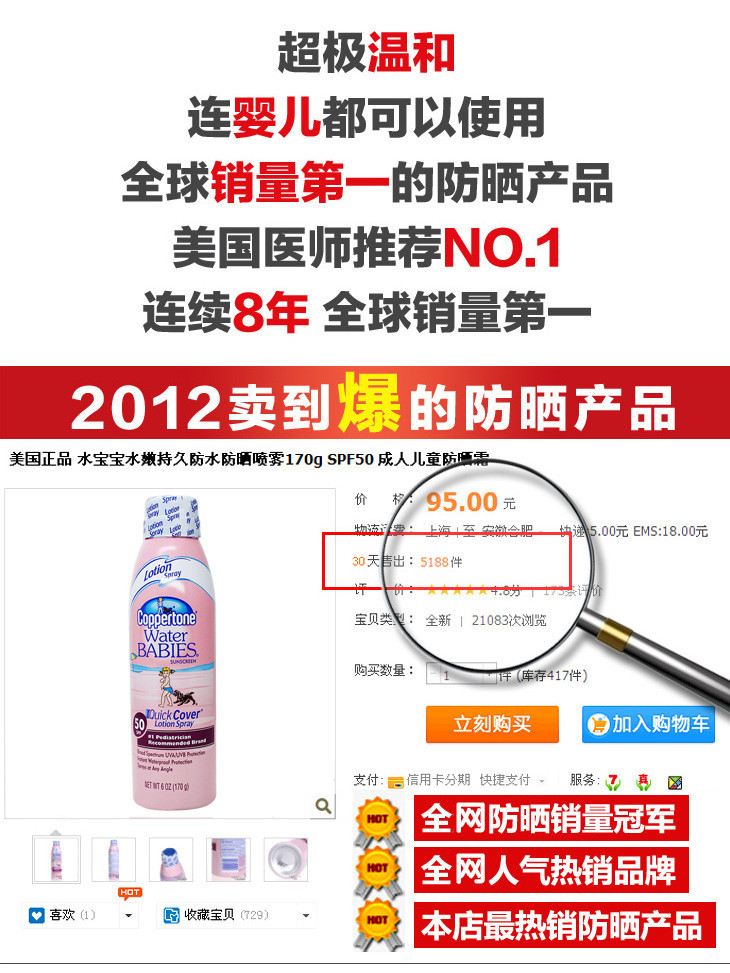 超极温和
连婴儿都可以使用
全球销量第一的防晒产品
美国医师推荐NO.1
连续8年 全球销量第一
2012卖到爆的防晒产品
美国正品 水宝宝水嫩持久防水防晒喷雾170g SPF50 成人儿童防晒霜
价 格: 95.00 元
物流运费: 上海 至 安徽合肥 快递 5.00元 EMS:18.00元
30天售出: 5188件
评 价: ★★★★★ 4.8分 | 173条评价
宝贝类型: 全新 | 21083次浏览
购买数量: 1 件 (库存417件)
立刻购买
加入购物车
支付: 信用卡分期 快捷支付
服务: 7 真
Lotion
Spray
Coppertone
Water
BABIES
SUNSCREEN
Quick Cover
Lotion Spray
50
#1 Pediatrician
Recommended Brand
Broad Spectrum UVA/UVB Protection
Instant Waterproof Protection
Sprays at Any Angle
NET WT 6 OZ (170 g)
HOT
喜欢 (1)
收藏宝贝 (729)
HOT 全网防晒销量冠军
HOT 全网人气热销品牌
HOT 本店最热销防晒产品